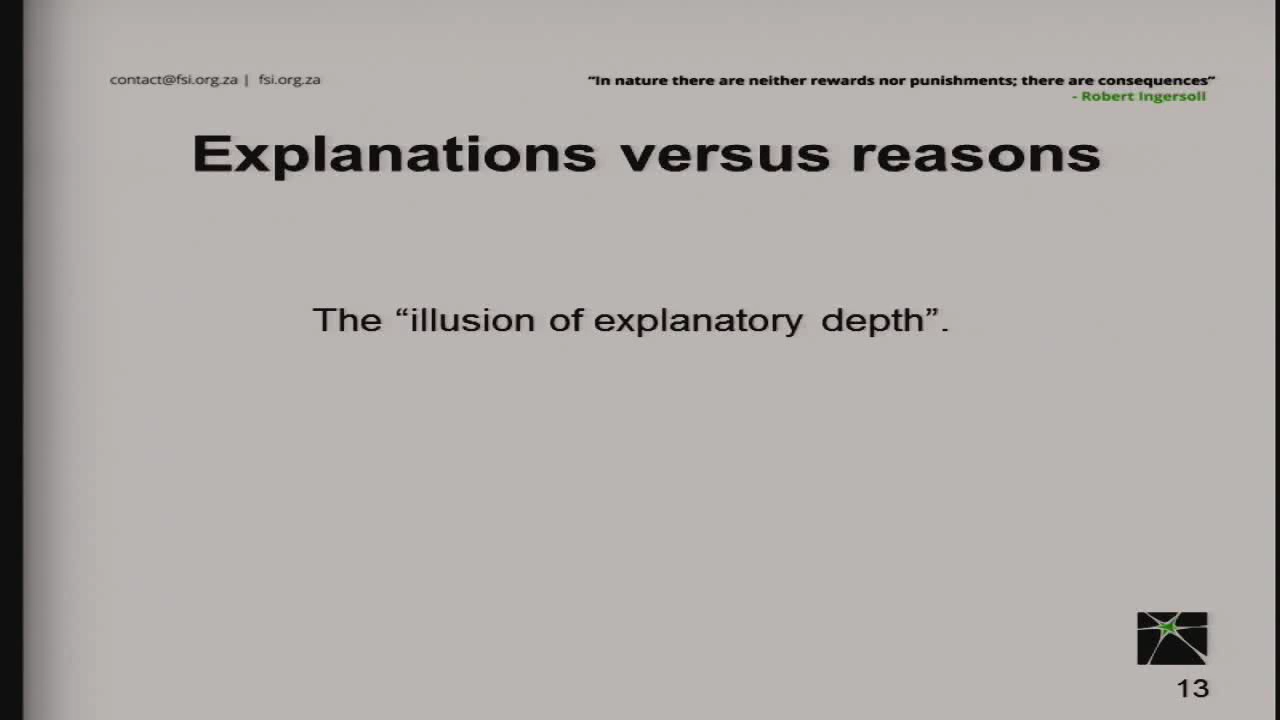 contact@fsi.org.za | fsi.org.za
“In nature there are neither rewards nor punishments; there are consequences“
- Robert Ingersoll
Explanations versus reasons
The “illusion of explanatory depth”.
13